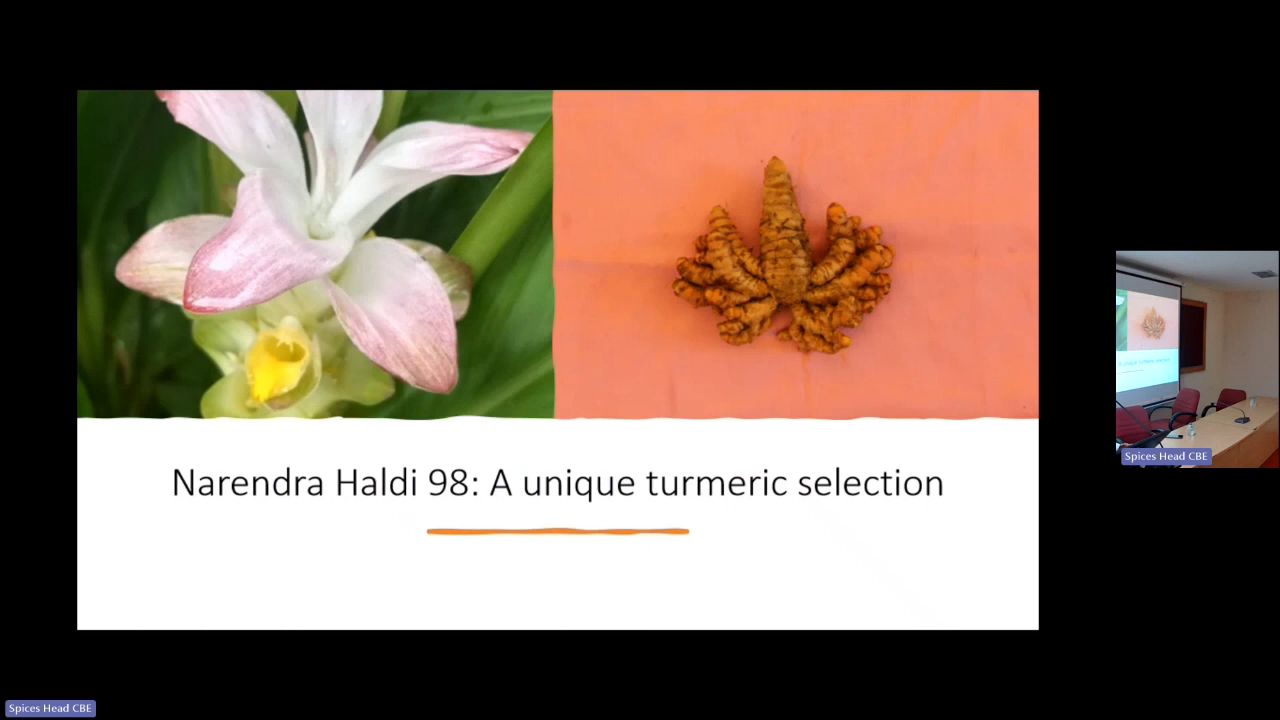 Narendra Haldi 98: A unique turmeric selection
Spices Head CBE
Spices Head CBE